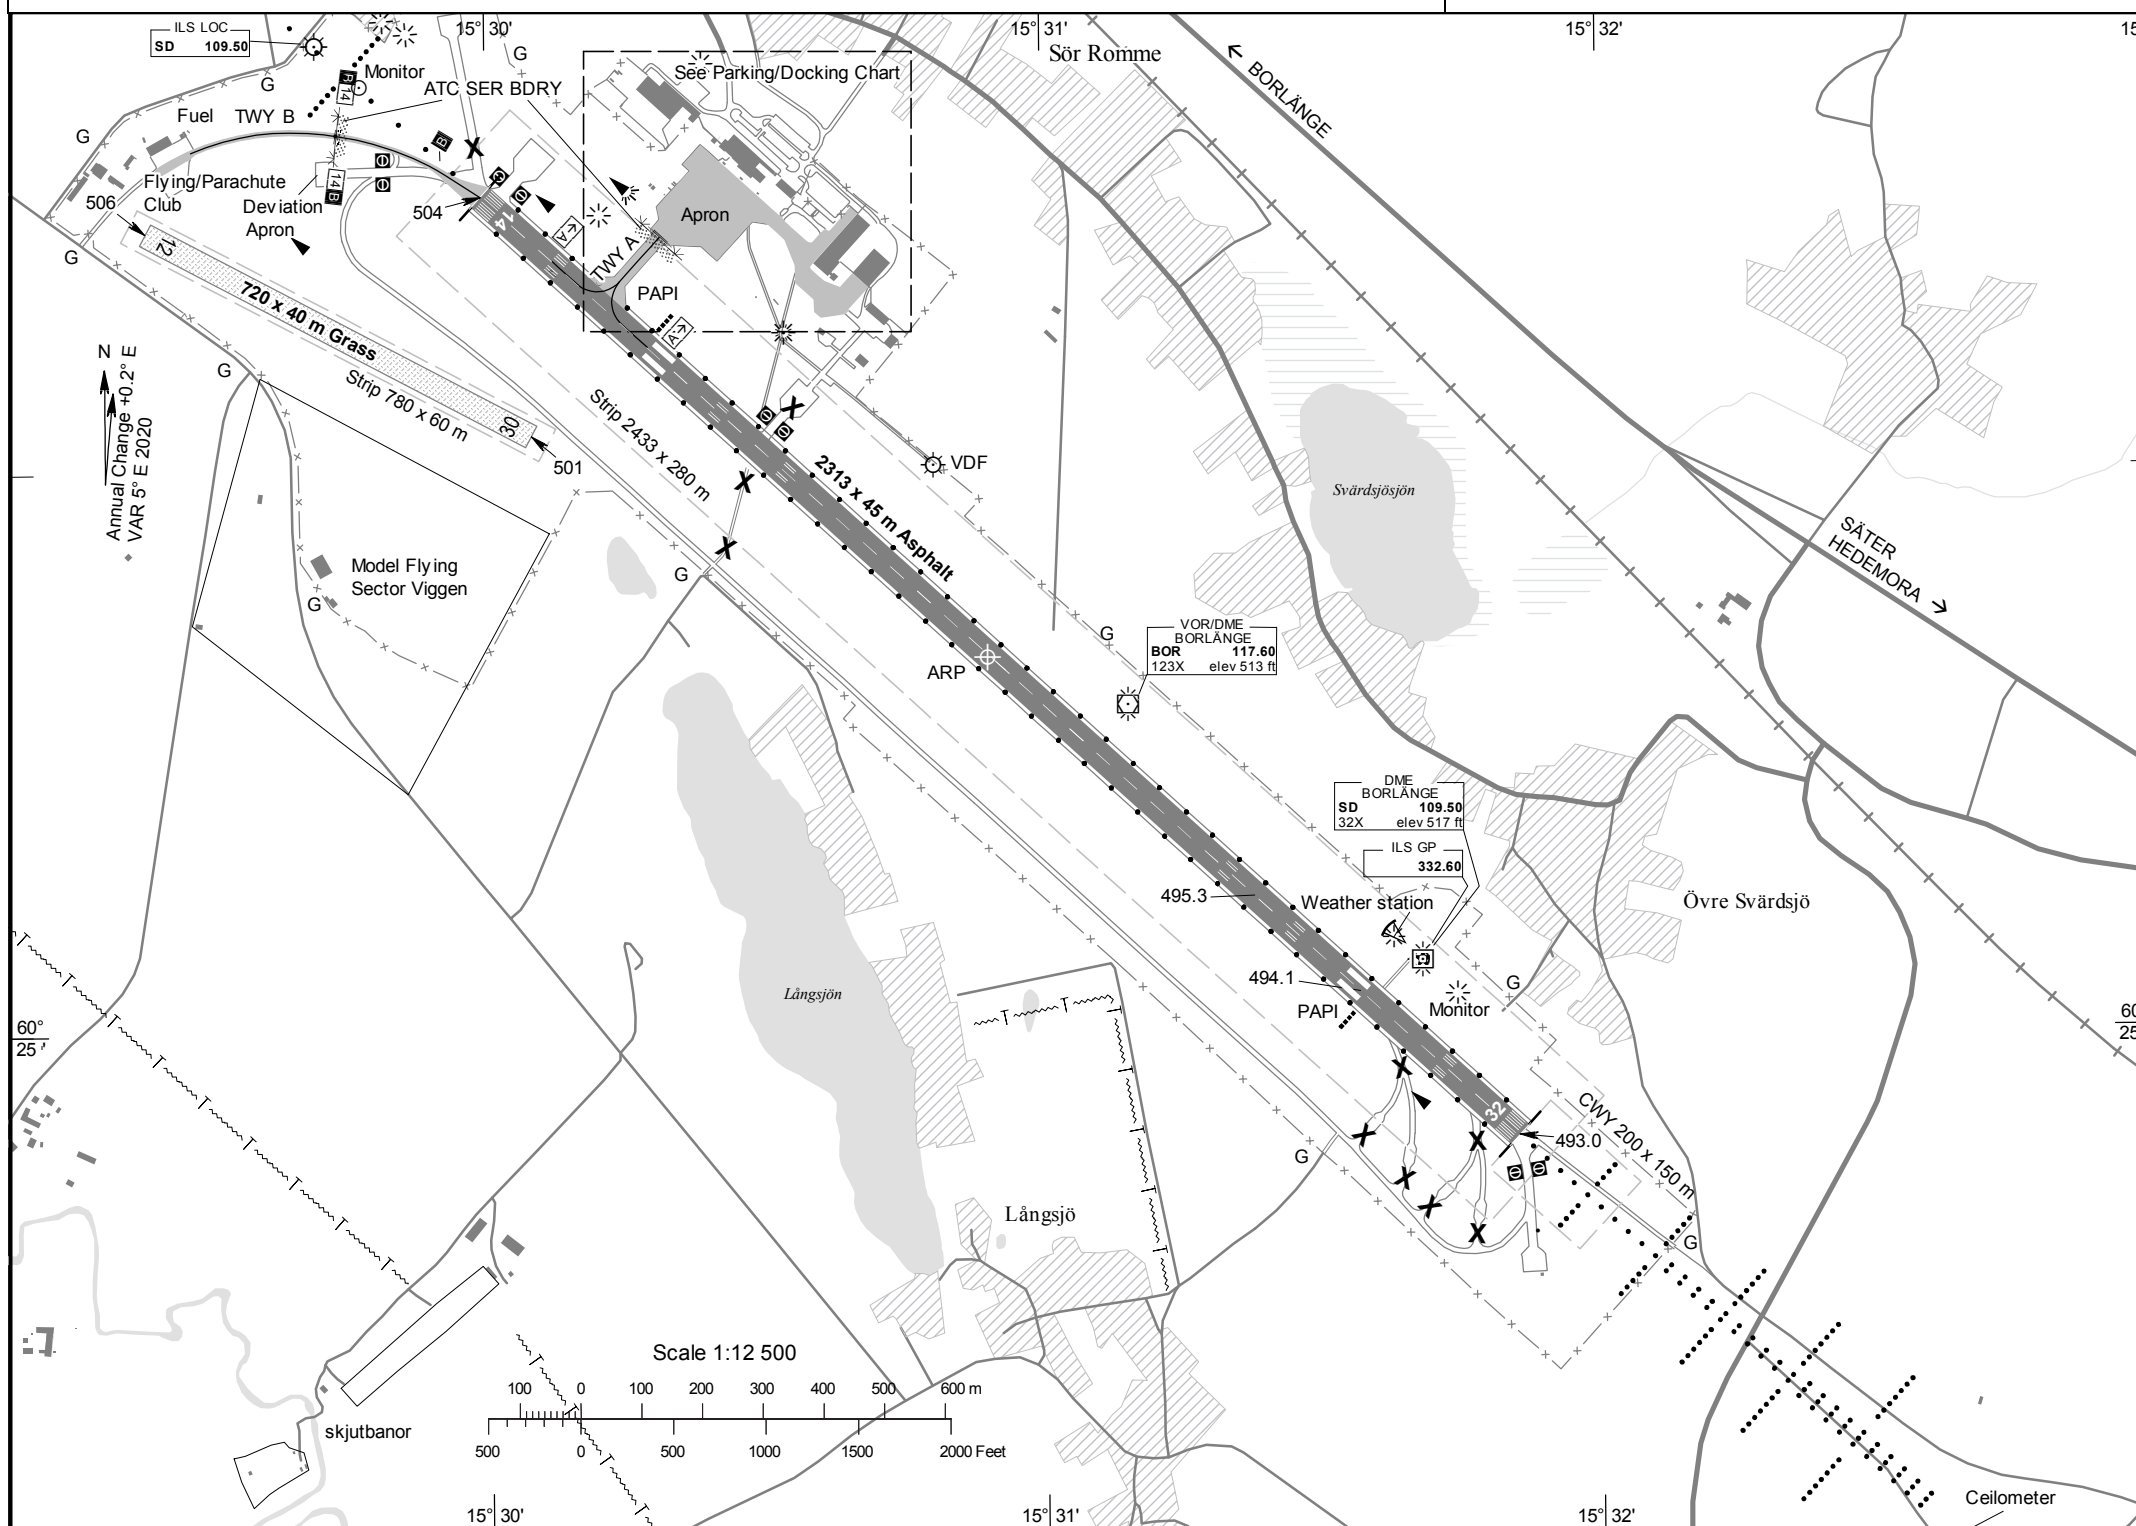 15° 30'
15° 31'
15° 32'
15
ILS LOC
SD 109.50
G
Sör Romme
← BORLÄNGE
See Parking/Docking Chart
R14
Monitor
G
ATC SER BDRY
Fuel
TWY B
G
B
Flying/Parachute
Club
14 B
506
Deviation
Apron
504
14
A
Apron
TWY A
G
12
PAPI
A
720 x 40 m Grass
N
G
Strip 780 x 60 m
30
501
Annual Change +0.2° E
VAR 5° E 2020
Strip 2433 x 280 m
2313 x 45 m Asphalt
VDF
Svärdsjösjön
SÄTER
HEDEMORA →
Model Flying
Sector Viggen
G
G
G
VOR/DME
BORLÄNGE
BOR 117.60
123X elev 513 ft
ARP
DME
BORLÄNGE
SD 109.50
32X elev 517 ft
ILS GP
332.60
495.3
Weather station
Övre Svärdsjö
494.1
G
Långsjön
PAPI
Monitor
60°
25'
60
25
32
CWY 200 x 150 m
493.0
G
Långsjö
G
Scale 1:12 500
100 0 100 200 300 400 500 600 m
500 0 500 1000 1500 2000 Feet
skjutbanor
Ceilometer
15° 30'
15° 31'
15° 32'